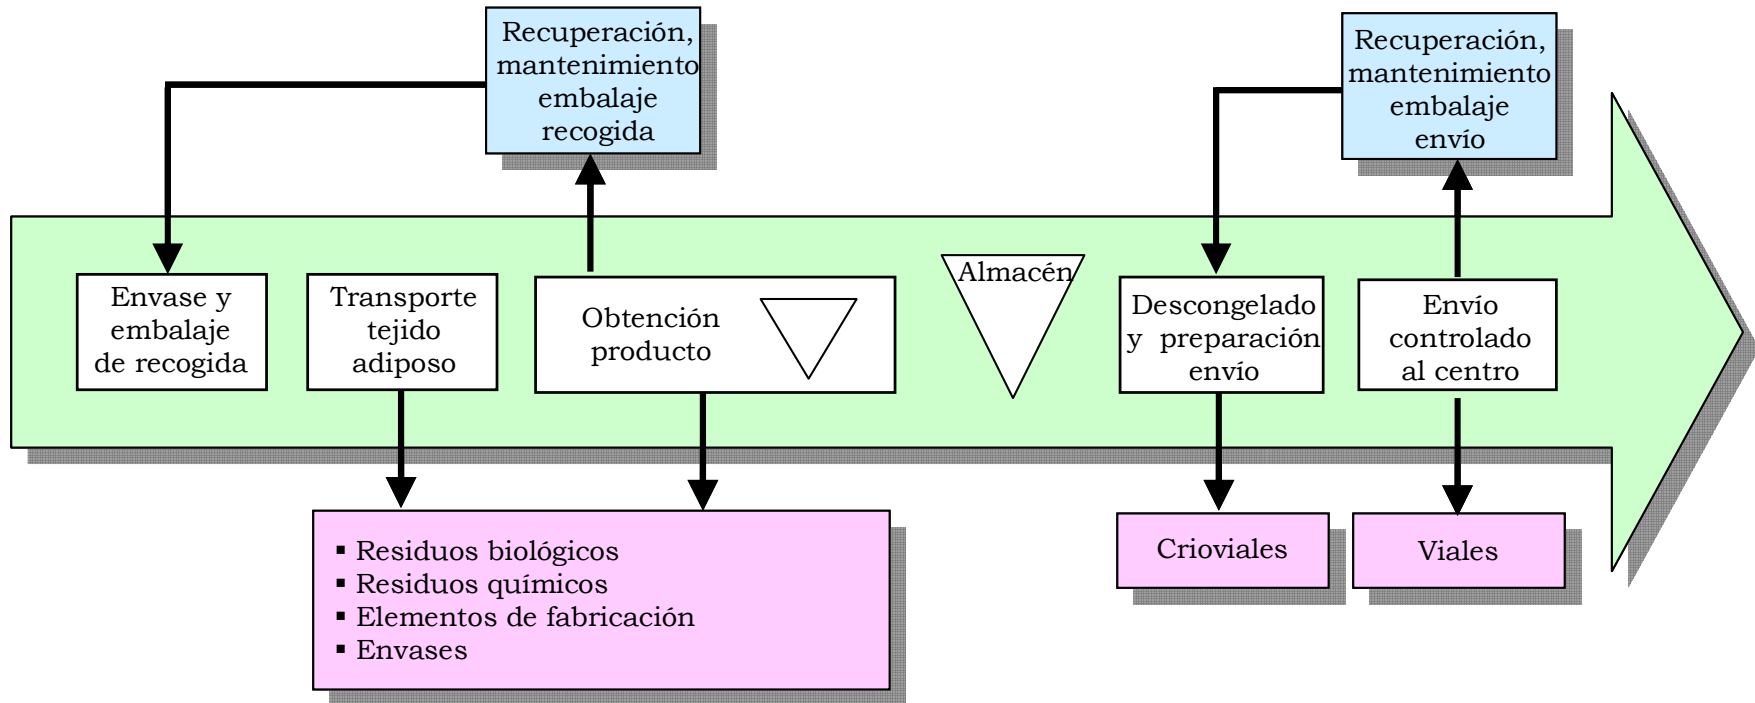 Recuperación,
mantenimiento
embalaje
recogida
Recuperación,
mantenimiento
embalaje
envío
Envase y
embalaje
de recogida
Transporte
tejido
adiposo
Obtención
producto
Almacén
Descongelado
y preparación
envío
Envío
controlado
al centro
▪ Residuos biológicos
▪ Residuos químicos
▪ Elementos de fabricación
▪ Envases
Crioviales
Viales